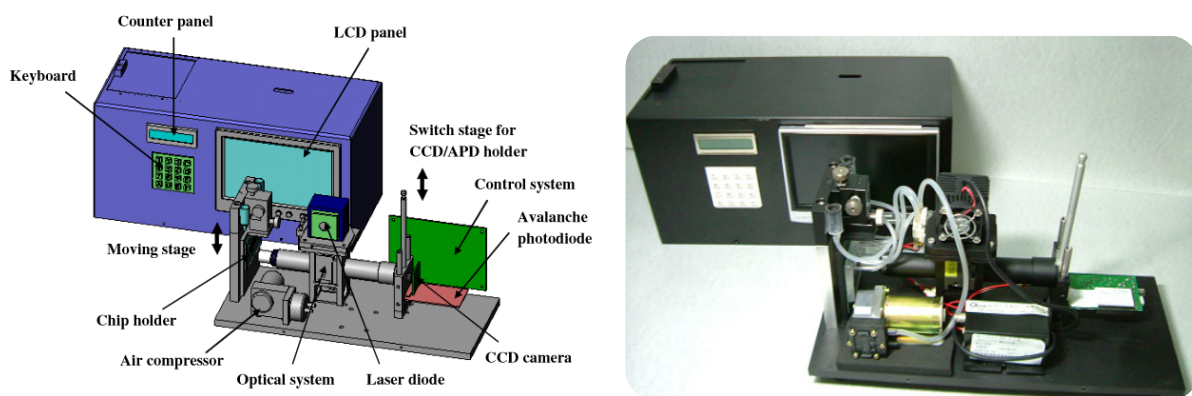 Counter panel
LCD panel
Keyboard
Switch stage for
CCD/APD holder
Control system
Avalanche
photodiode
Moving stage
Chip holder
Air compressor
Optical system
Laser diode
CCD camera